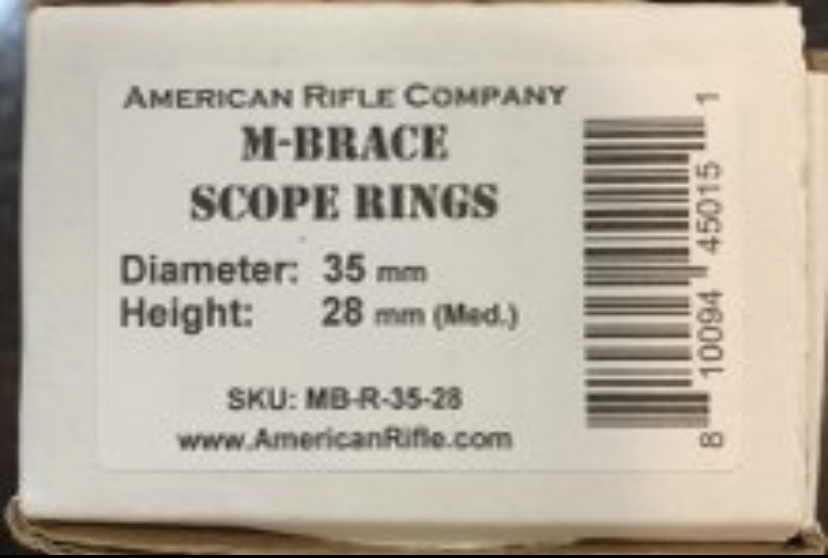 AMERICAN RIFLE COMPANY
M-BRACE
SCOPE RINGS
Diameter: 35 mm
Height: 28 mm (Med.)
SKU: MB-R-35-28
www.AmericanRifle.com
8 10094 45015 1